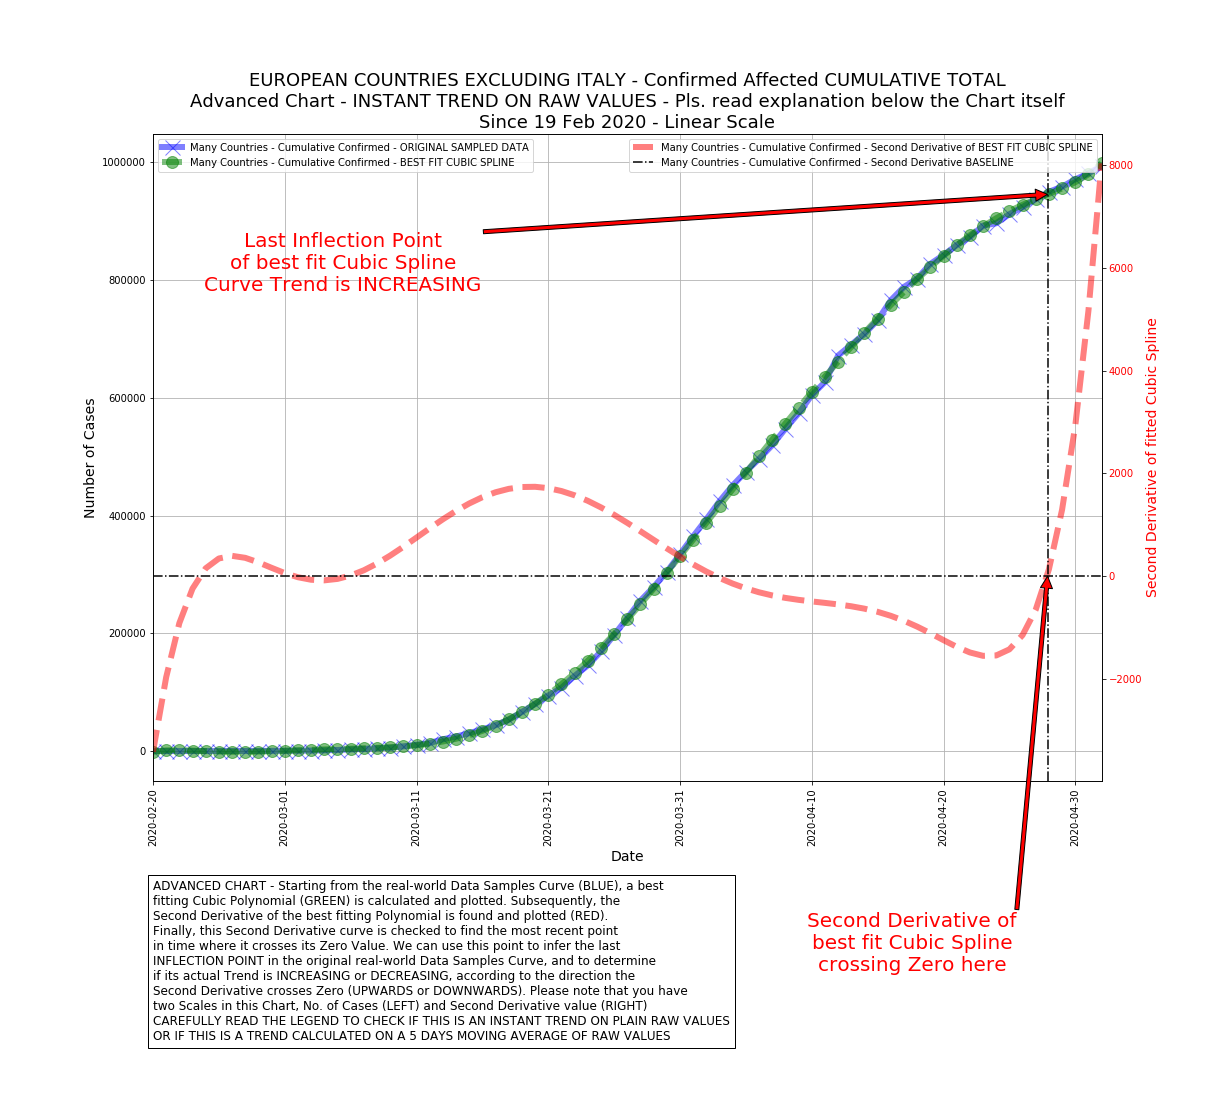 EUROPEAN COUNTRIES EXCLUDING ITALY - Confirmed Affected CUMULATIVE TOTAL
Advanced Chart - INSTANT TREND ON RAW VALUES - Pls. read explanation below the Chart itself
Since 19 Feb 2020 - Linear Scale
Many Countries - Cumulative Confirmed - ORIGINAL SAMPLED DATA
Many Countries - Cumulative Confirmed - BEST FIT CUBIC SPLINE
Many Countries - Cumulative Confirmed - Second Derivative of BEST FIT CUBIC SPLINE
Many Countries - Cumulative Confirmed - Second Derivative BASELINE
Last Inflection Point
of best fit Cubic Spline
Curve Trend is INCREASING
Number of Cases
1000000
800000
600000
400000
200000
0
Second Derivative of fitted Cubic Spline
8000
6000
4000
2000
0
−2000
2020-02-20
2020-03-01
2020-03-11
2020-03-21
2020-03-31
2020-04-10
2020-04-20
2020-04-30
Date
ADVANCED CHART - Starting from the real-world Data Samples Curve (BLUE), a best
fitting Cubic Polynomial (GREEN) is calculated and plotted. Subsequently, the
Second Derivative of the best fitting Polynomial is found and plotted (RED).
Finally, this Second Derivative curve is checked to find the most recent point
in time where it crosses its Zero Value. We can use this point to infer the last
INFLECTION POINT in the original real-world Data Samples Curve, and to determine
if its actual Trend is INCREASING or DECREASING, according to the direction the
Second Derivative crosses Zero (UPWARDS or DOWNWARDS). Please note that you have
two Scales in this Chart, No. of Cases (LEFT) and Second Derivative value (RIGHT)
CAREFULLY READ THE LEGEND TO CHECK IF THIS IS AN INSTANT TREND ON PLAIN RAW VALUES
OR IF THIS IS A TREND CALCULATED ON A 5 DAYS MOVING AVERAGE OF RAW VALUES
Second Derivative of
best fit Cubic Spline
crossing Zero here